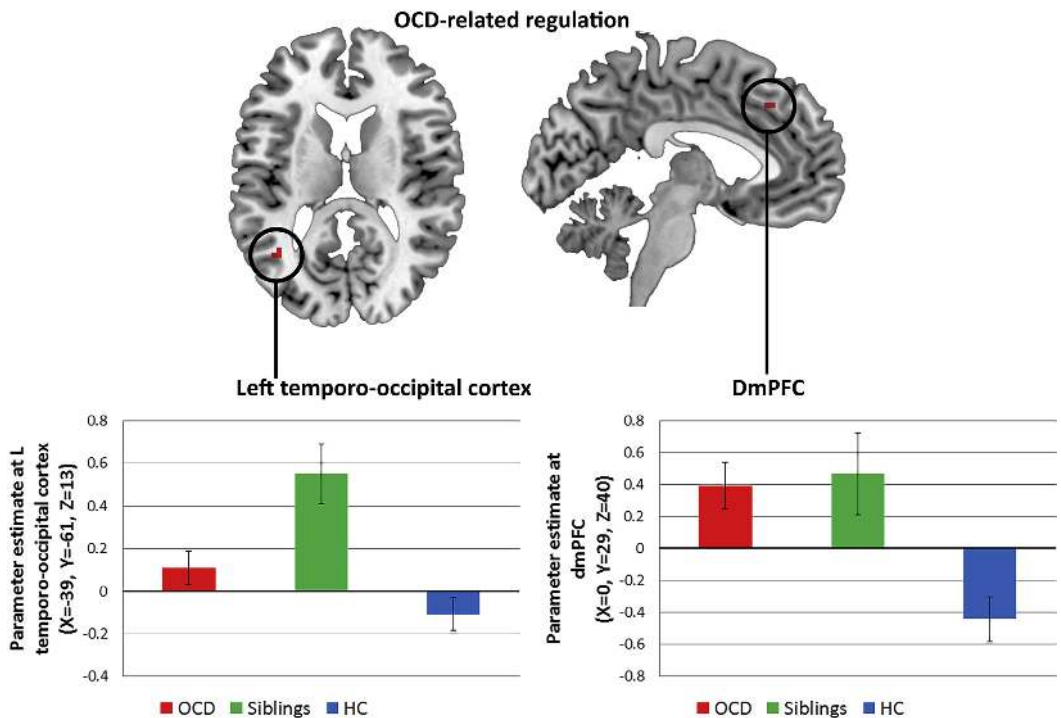 OCD-related regulation
Left temporo-occipital cortex
DmPFC
Parameter estimate at L
temporo-occipital cortex
(X=-39, Y=-61, Z=13)
0.8
0.6
0.4
0.2
0
-0.2
-0.4
OCD Siblings HC
Parameter estimate at
dmPFC
(X=0, Y=29, Z=40)
0.8
0.6
0.4
0.2
0
-0.2
-0.4
-0.6
-0.8
OCD Siblings HC